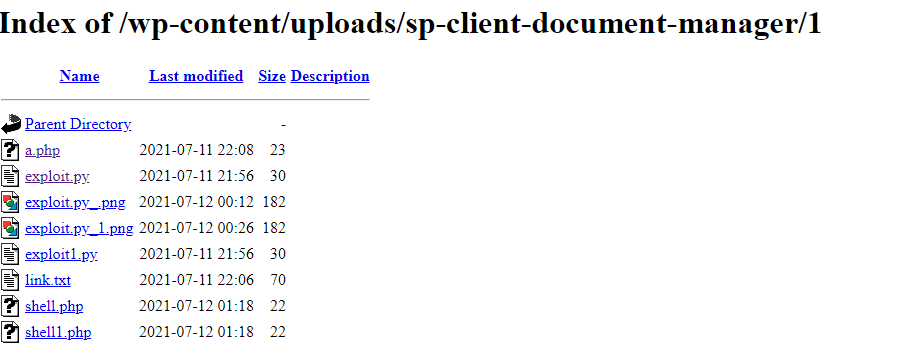 Index of /wp-content/uploads/sp-client-document-manager/1
Name Last modified Size Description
Parent Directory -
a.php 2021-07-11 22:08 23
exploit.py 2021-07-11 21:56 30
exploit.py_.png 2021-07-12 00:12 182
exploit.py_1.png 2021-07-12 00:26 182
exploit1.py 2021-07-11 21:56 30
link.txt 2021-07-11 22:06 70
shell.php 2021-07-12 01:18 22
shell1.php 2021-07-12 01:18 22